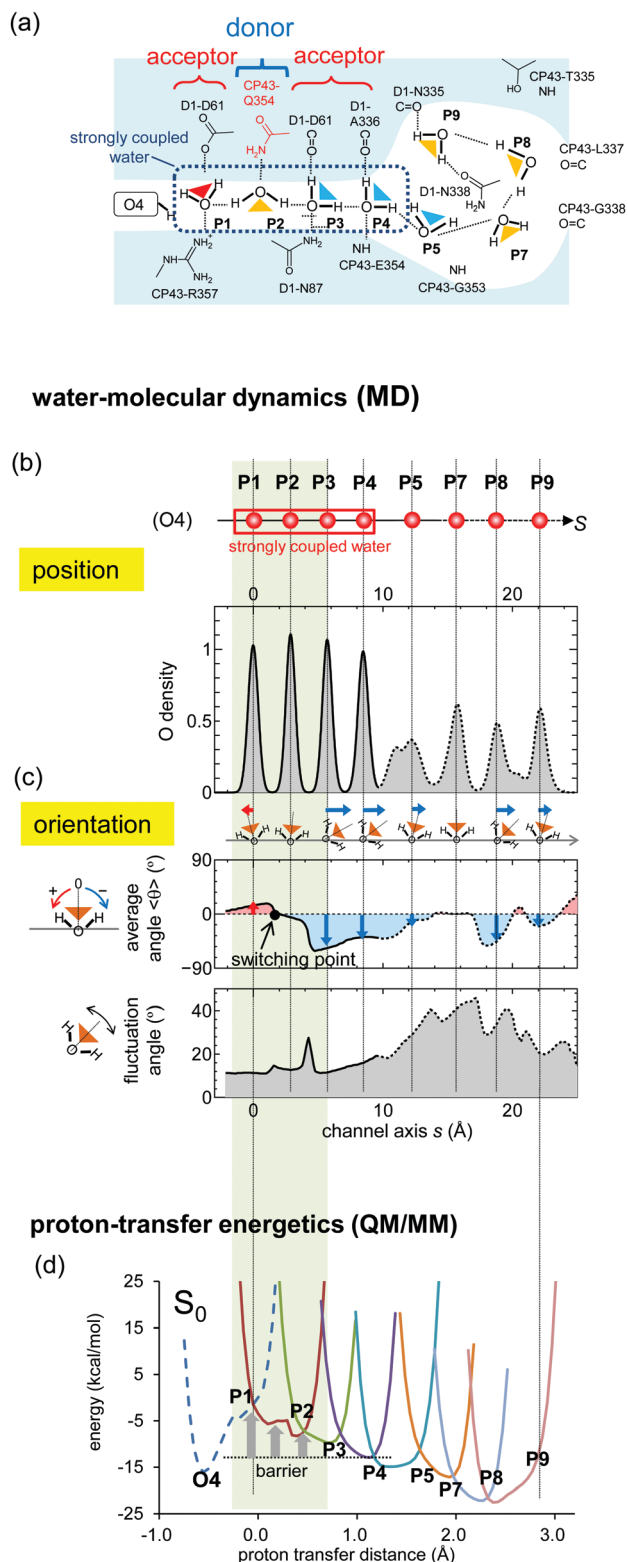 (a)
donor
acceptor
acceptor
CP43-
Q354
D1-D61
D1-D61
D1-
A336
D1-N335
CP43-T335
HO
NH
strongly coupled
water
O4
H
P1
P2
P3
P4
P5
P7
P8
P9
D1-N338
CP43-L337
O=C
CP43-G338
O=C
CP43-R357
D1-N87
NH
CP43-E354
NH
CP43-G353
water-molecular dynamics (MD)
(b)
P1 P2 P3 P4 P5 P7 P8 P9
(O4)
S
strongly coupled water
position
0 10 20
O density
1
0.5
0
(c)
orientation
average
angle <θ> (°)
90
0
−90
switching point
+ 0 −
H H
O
fluctuation
angle (°)
40
20
0
0 10 20
channel axis s (Å)
proton-transfer energetics (QM/MM)
(d)
S0
energy (kcal/mol)
25
15
5
-5
-15
-25
O4
P1
P2
P3
P4
P5
P7
P8
P9
barrier
-1.0 0.0 1.0 2.0 3.0
proton transfer distance (Å)